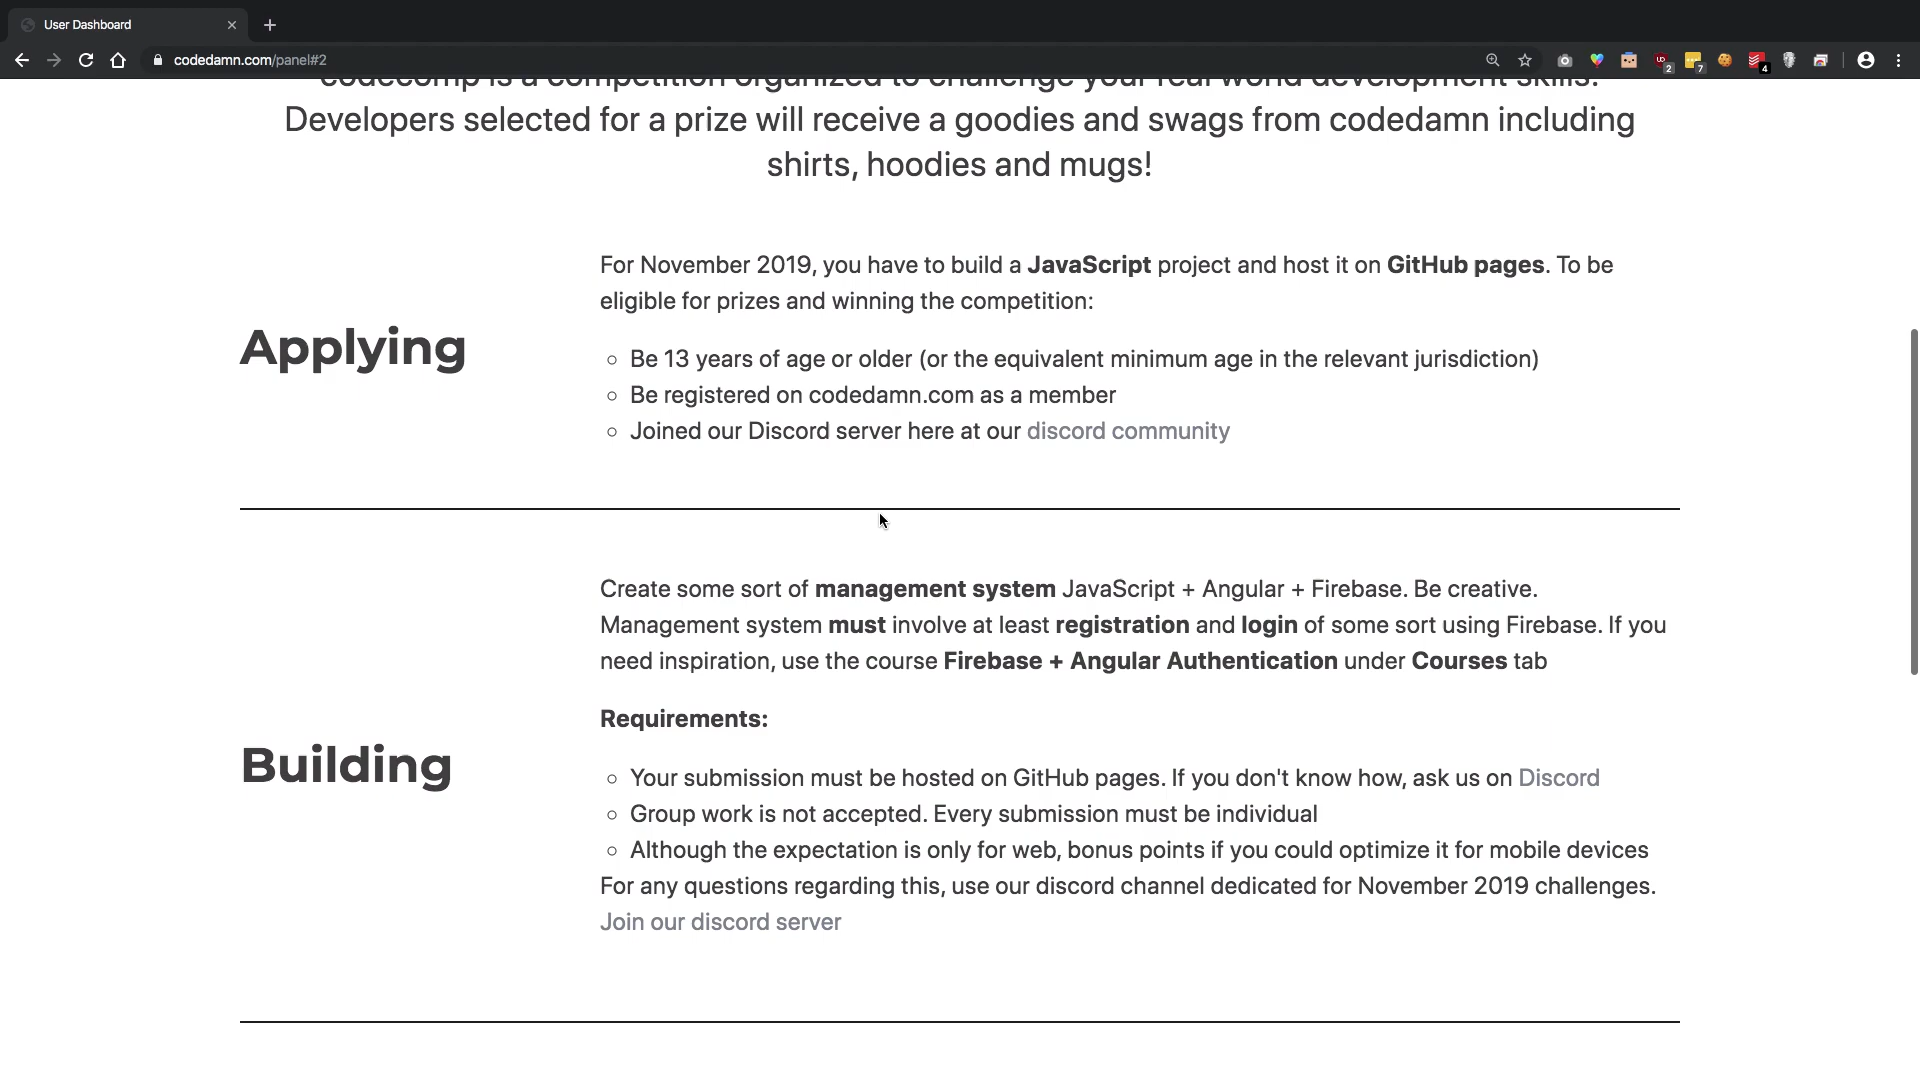 User Dashboard
codedamn.com/panel#2
2
7
4
codecomp is a competition organized to challenge your real world development skills.
Developers selected for a prize will receive a goodies and swags from codedamn including
shirts, hoodies and mugs!
Applying
For November 2019, you have to build a JavaScript project and host it on GitHub pages. To be
eligible for prizes and winning the competition:
Be 13 years of age or older (or the equivalent minimum age in the relevant jurisdiction)
Be registered on codedamn.com as a member
Joined our Discord server here at our discord community
Building
Create some sort of management system JavaScript + Angular + Firebase. Be creative.
Management system must involve at least registration and login of some sort using Firebase. If you
need inspiration, use the course Firebase + Angular Authentication under Courses tab
Requirements:
Your submission must be hosted on GitHub pages. If you don't know how, ask us on Discord
Group work is not accepted. Every submission must be individual
Although the expectation is only for web, bonus points if you could optimize it for mobile devices
For any questions regarding this, use our discord channel dedicated for November 2019 challenges.
Join our discord server